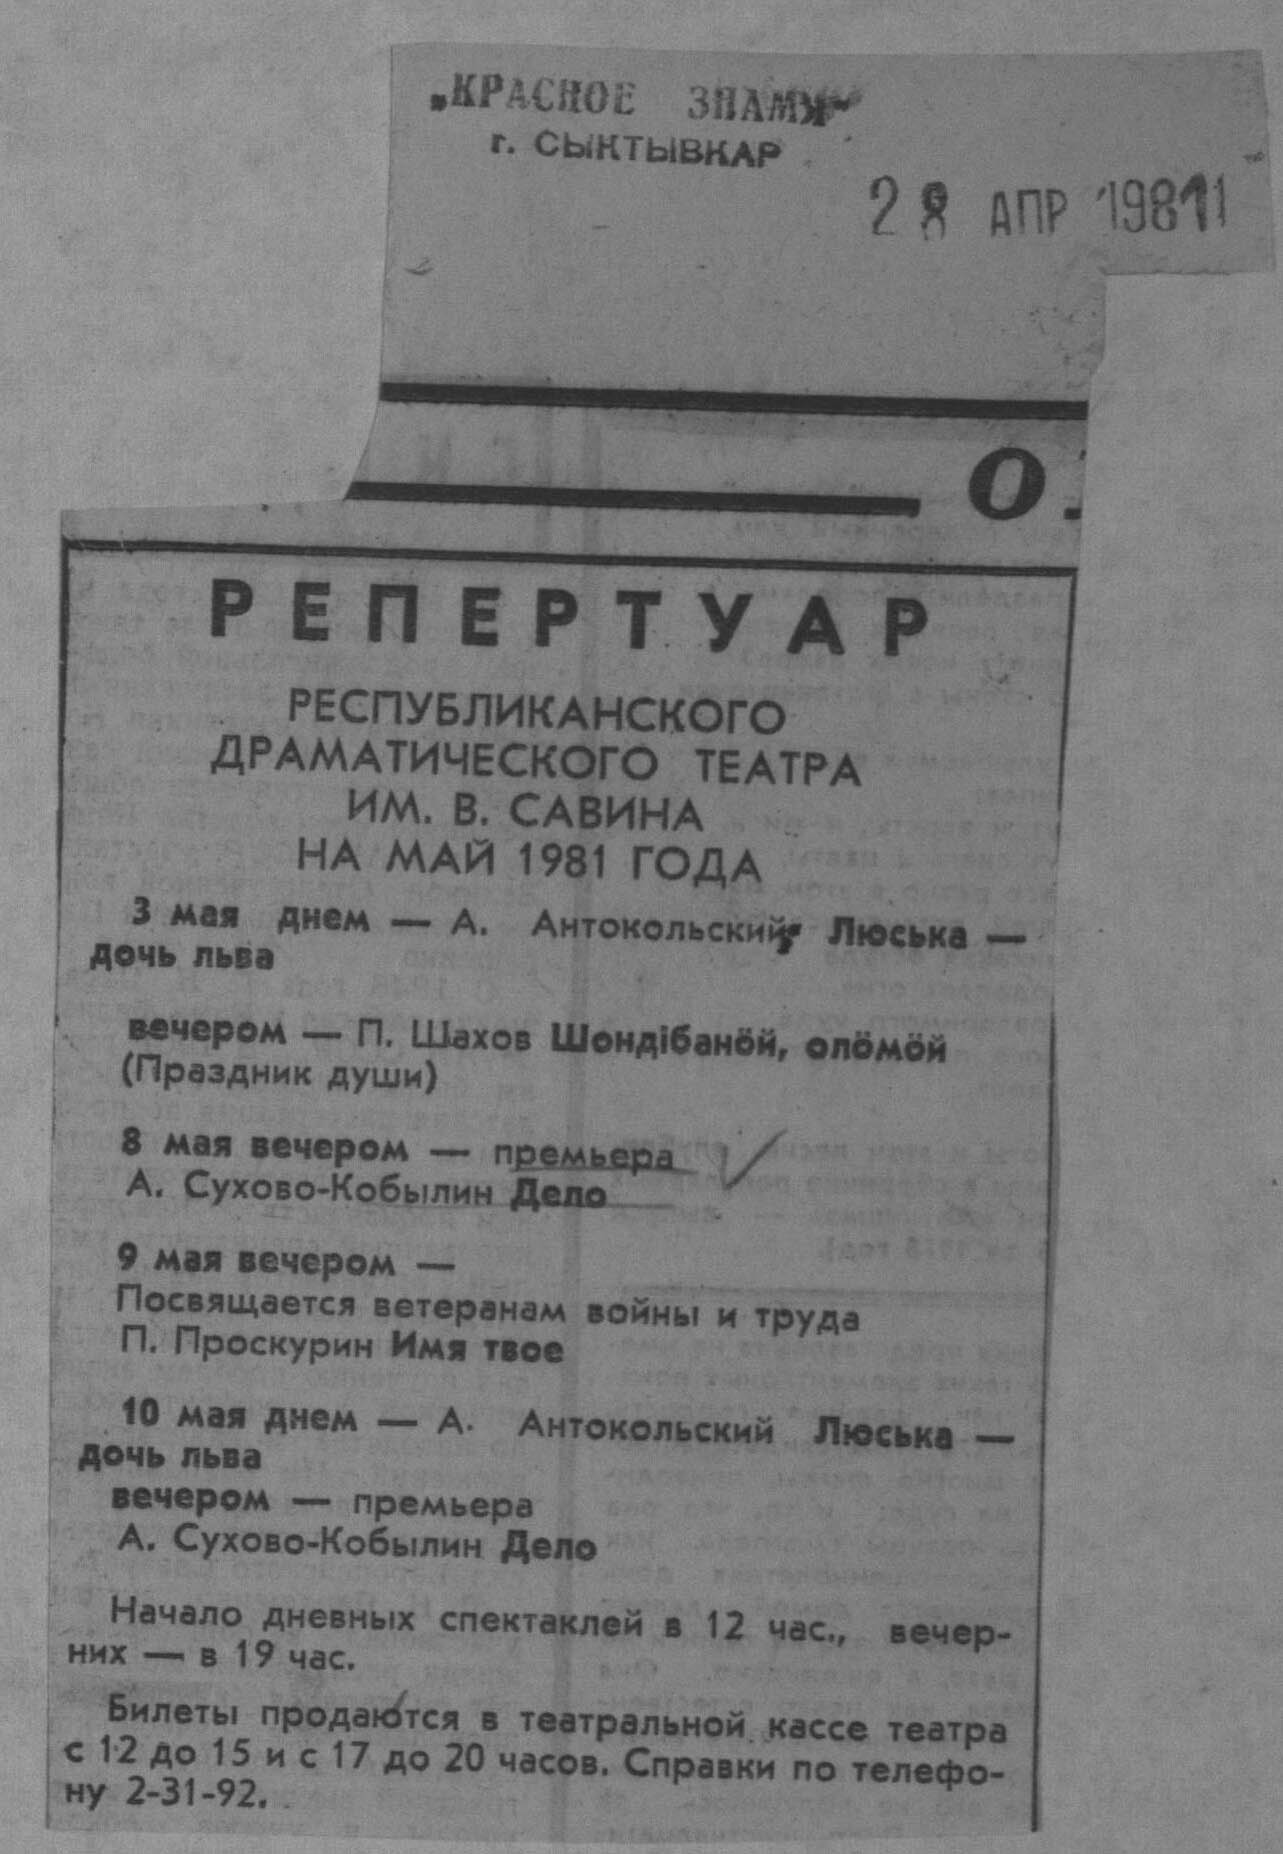 „КРАСНОЕ ЗНАМЯ"
г. СЫКТЫВКАР
28 АПР 1981
О
РЕПЕРТУАР
РЕСПУБЛИКАНСКОГО
ДРАМАТИЧЕСКОГО ТЕАТРА
ИМ. В. САВИНА
НА МАЙ 1981 ГОДА
3 мая днем — А. Антокольский, Люська —
дочь льва
вечером — П. Шахов Шондiбанöй, олöмöй
(Праздник души)
8 мая вечером — премьера
А. Сухово-Кобылин Дело
9 мая вечером —
Посвящается ветеранам войны и труда
П. Проскурин Имя твое
10 мая днем — А. Антокольский Люська —
дочь льва
вечером — премьера
А. Сухово-Кобылин Дело
Начало дневных спектаклей в 12 час., вечер-
них — в 19 час.
Билеты продаются в театральной кассе театра
с 12 до 15 и с 17 до 20 часов. Справки по телефо-
ну 2-31-92.